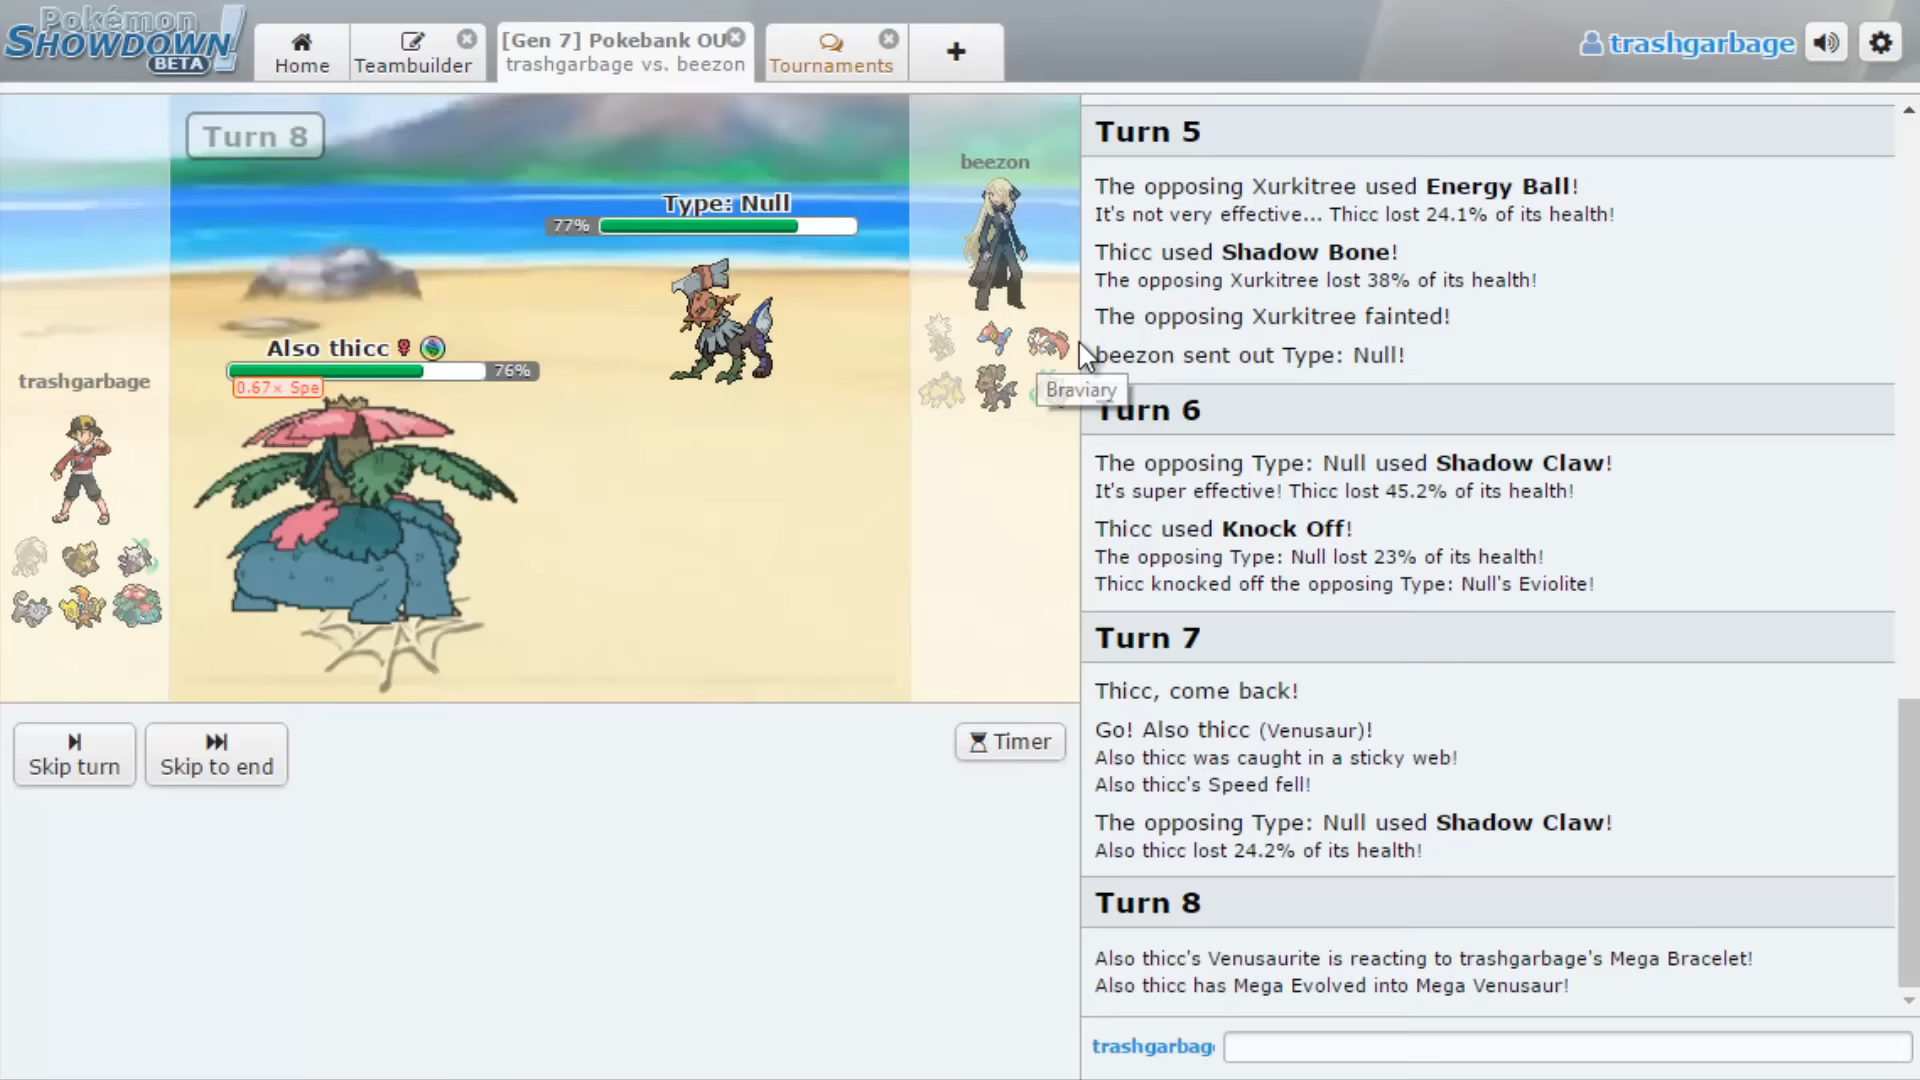 Pokémon
SHOWDOWN!
BETA
Home
Teambuilder
[Gen 7] Pokebank OU
trashgarbage vs. beezon
Tournaments
+
trashgarbage
Turn 8
trashgarbage
beezon
Type: Null
77%
Also thicc
76%
0.67× Spe
Braviary
Skip turn
Skip to end
Timer
Turn 5
The opposing Xurkitree used Energy Ball!
It's not very effective... Thicc lost 24.1% of its health!
Thicc used Shadow Bone!
The opposing Xurkitree lost 38% of its health!
The opposing Xurkitree fainted!
beezon sent out Type: Null!
Turn 6
The opposing Type: Null used Shadow Claw!
It's super effective! Thicc lost 45.2% of its health!
Thicc used Knock Off!
The opposing Type: Null lost 23% of its health!
Thicc knocked off the opposing Type: Null's Eviolite!
Turn 7
Thicc, come back!
Go! Also thicc (Venusaur)!
Also thicc was caught in a sticky web!
Also thicc's Speed fell!
The opposing Type: Null used Shadow Claw!
Also thicc lost 24.2% of its health!
Turn 8
Also thicc's Venusaurite is reacting to trashgarbage's Mega Bracelet!
Also thicc has Mega Evolved into Mega Venusaur!
trashgarbag